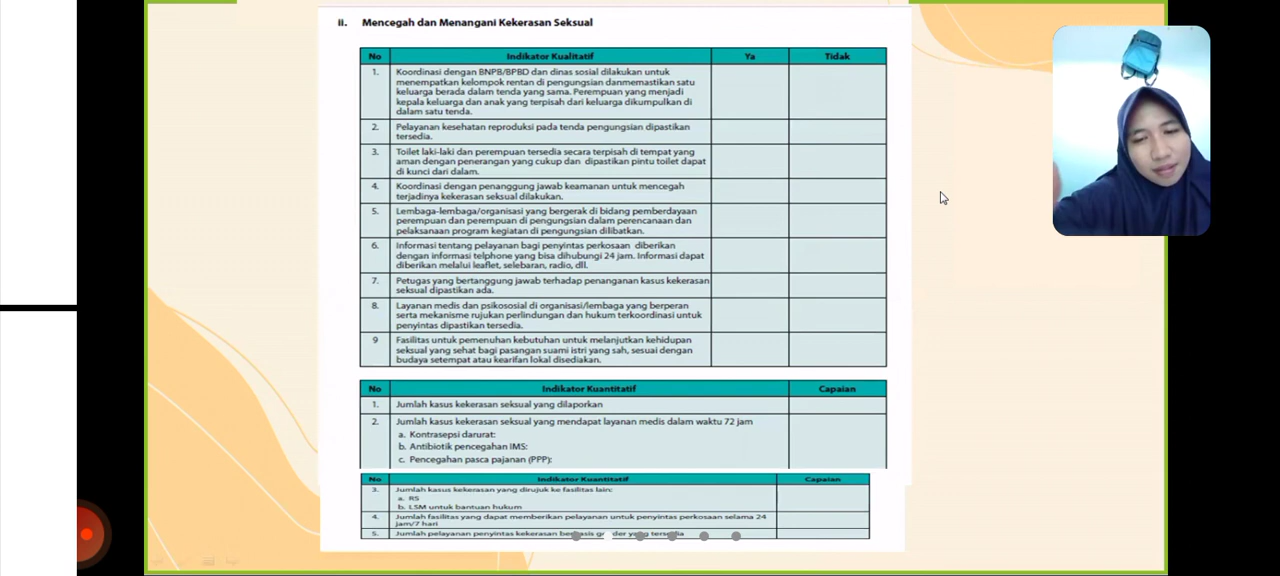 ii. Mencegah dan Menangani Kekerasan Seksual
No Indikator Kualitatif Ya Tidak
1. Koordinasi dengan BNPB/BPBD dan dinas sosial dilakukan untuk
menempatkan kelompok rentan di pengungsian danmemastikan satu
keluarga berada dalam tenda yang sama. Perempuan yang menjadi
kepala keluarga dan anak yang terpisah dari keluarga dikumpulkan di
dalam satu tenda.
2. Pelayanan kesehatan reproduksi pada tenda pengungsian dipastikan
tersedia.
3. Toilet laki-laki dan perempuan tersedia secara terpisah di tempat yang
aman dengan penerangan yang cukup dan dipastikan pintu toilet dapat
di kunci dari dalam.
4. Koordinasi dengan penanggung jawab keamanan untuk mencegah
terjadinya kekerasan seksual dilakukan.
5. Lembaga-lembaga/organisasi yang bergerak di bidang pemberdayaan
perempuan dan perempuan di pengungsian dalam perencanaan dan
pelaksanaan program kegiatan di pengungsian dilibatkan.
6. Informasi tentang pelayanan bagi penyintas perkosaan diberikan
dengan informasi telphone yang bisa dihubungi 24 jam. Informasi dapat
diberikan melalui leaflet, selebaran, radio, dll.
7. Petugas yang bertanggung jawab terhadap penanganan kasus kekerasan
seksual dipastikan ada.
8. Layanan medis dan psikososial di organisasi/lembaga yang berperan
serta mekanisme rujukan perlindungan dan hukum terkoordinasi untuk
penyintas dipastikan tersedia.
9 Fasilitas untuk pemenuhan kebutuhan untuk melanjutkan kehidupan
seksual yang sehat bagi pasangan suami istri yang sah, sesuai dengan
budaya setempat atau kearifan lokal disediakan.
No Indikator Kuantitatif Capaian
1. Jumlah kasus kekerasan seksual yang dilaporkan
2. Jumlah kasus kekerasan seksual yang mendapat layanan medis dalam waktu 72 jam
a. Kontrasepsi darurat:
b. Antibiotik pencegahan IMS:
c. Pencegahan pasca pajanan (PPP):
No Indikator Kuantitatif Capaian
3. Jumlah kasus kekerasan yang dirujuk ke fasilitas lain:
a. RS
b. LSM untuk bantuan hukum
4. Jumlah fasilitas yang dapat memberikan pelayanan untuk penyintas perkosaan selama 24
jam/7 hari
5. Jumlah pelayanan penyintas kekerasan berbasis gender yang tersedia